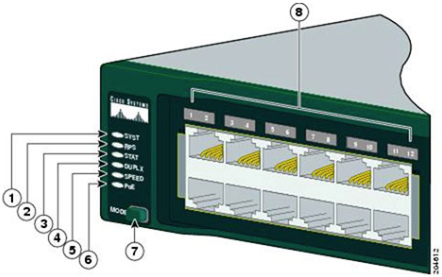 8
CISCO SYSTEMS
1 2 3 4 5 6 7 8 9 10 11 12
SYST
RPS
STAT
DUPLX
SPEED
PoE
MODE
1
2
3
4
5
6
7
204612